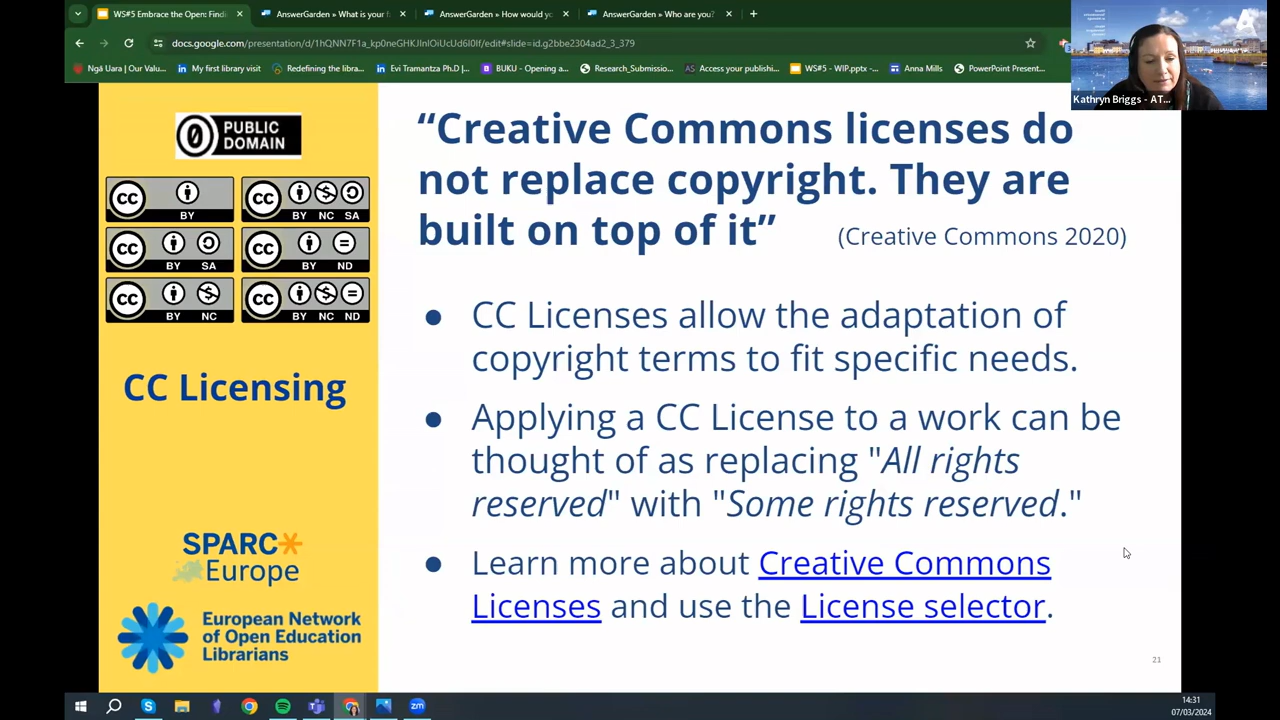 WS#5 Embrace the Open: Findi
AnswerGarden » What is your f
AnswerGarden » How would yo
AnswerGarden » Who are you?
docs.google.com/presentation/d/1hQNN7F1a_kp0neGHKJlnlOiUcUd6l0lf/edit#slide=id.g2bbe2304ad2_3_379
Ngā Uara | Our Valu...
My first library visit
Redefining the libra...
Evi Tramantza Ph.D |...
BUKU - Opening a...
Research_Submissio...
Access your publishi...
WS#5 - WIP.pptx -...
Anna Mills
PowerPoint Present...
Kathryn Briggs - AT...
PUBLIC
DOMAIN
CC BY
CC BY NC SA
CC BY SA
CC BY ND
CC BY NC
CC BY NC ND
CC Licensing
SPARC
Europe
European Network
of Open Education
Librarians
“Creative Commons licenses do
not replace copyright. They are
built on top of it” (Creative Commons 2020)
● CC Licenses allow the adaptation of
copyright terms to fit specific needs.
● Applying a CC License to a work can be
thought of as replacing "All rights
reserved" with "Some rights reserved."
● Learn more about Creative Commons
Licenses and use the License selector.
21
14:31
07/03/2024